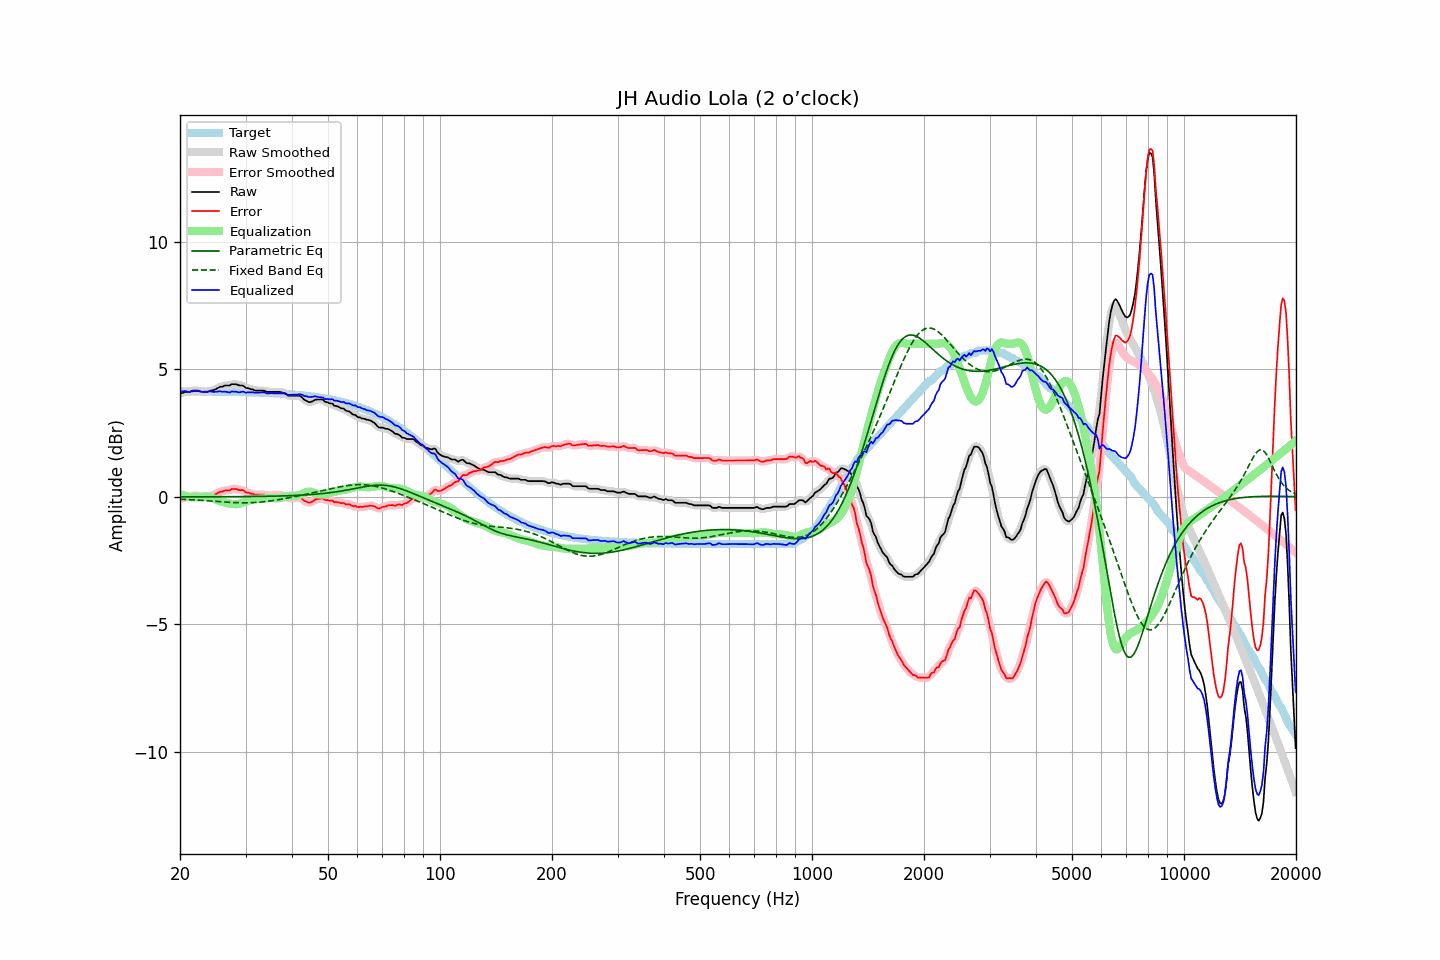 JH Audio Lola (2 o’clock)
Target
Raw Smoothed
Error Smoothed
Raw
Error
Equalization
Parametric Eq
Fixed Band Eq
Equalized
10
5
0
−5
−10
Amplitude (dBr)
20
50
100
200
500
1000
2000
5000
10000
20000
Frequency (Hz)